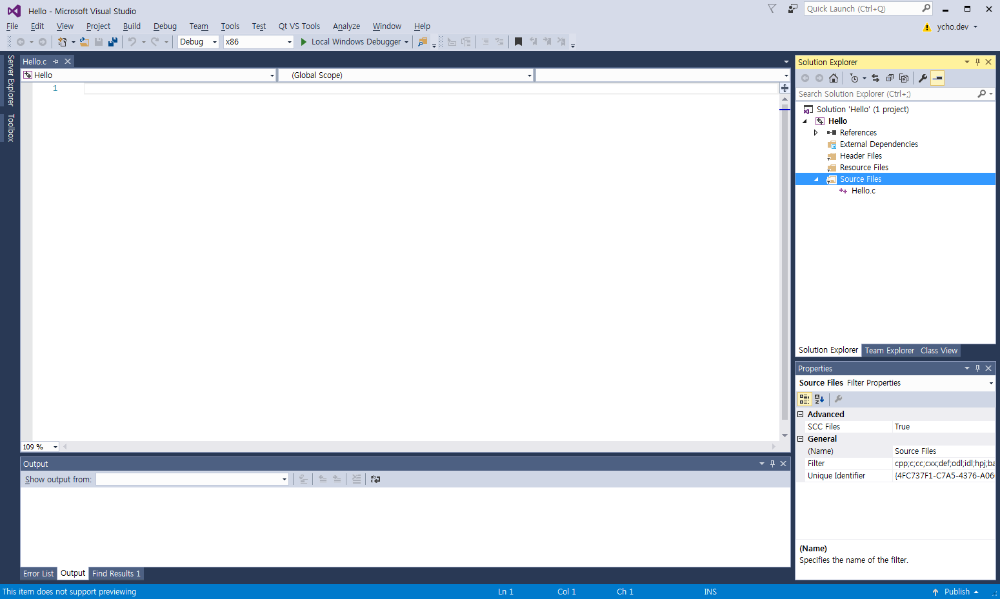 Hello - Microsoft Visual Studio
Quick Launch (Ctrl+Q)
File Edit View Project Build Debug Team Tools Test Qt VS Tools Analyze Window Help
ycho.dev
Debug x86 Local Windows Debugger
Server Explorer
Toolbox
Hello.c
Hello (Global Scope)
1
109 %
Output
Show output from:
Error List Output Find Results 1
Solution Explorer
Search Solution Explorer (Ctrl+;)
Solution 'Hello' (1 project)
Hello
References
External Dependencies
Header Files
Resource Files
Source Files
Hello.c
Solution Explorer Team Explorer Class View
Properties
Source Files Filter Properties
Advanced
SCC Files True
General
(Name) Source Files
Filter cpp;c;cc;cxx;def;odl;idl;hpj;ba
Unique Identifier {4FC737F1-C7A5-4376-A06
(Name)
Specifies the name of the filter.
This item does not support previewing Ln 1 Col 1 Ch 1 INS Publish